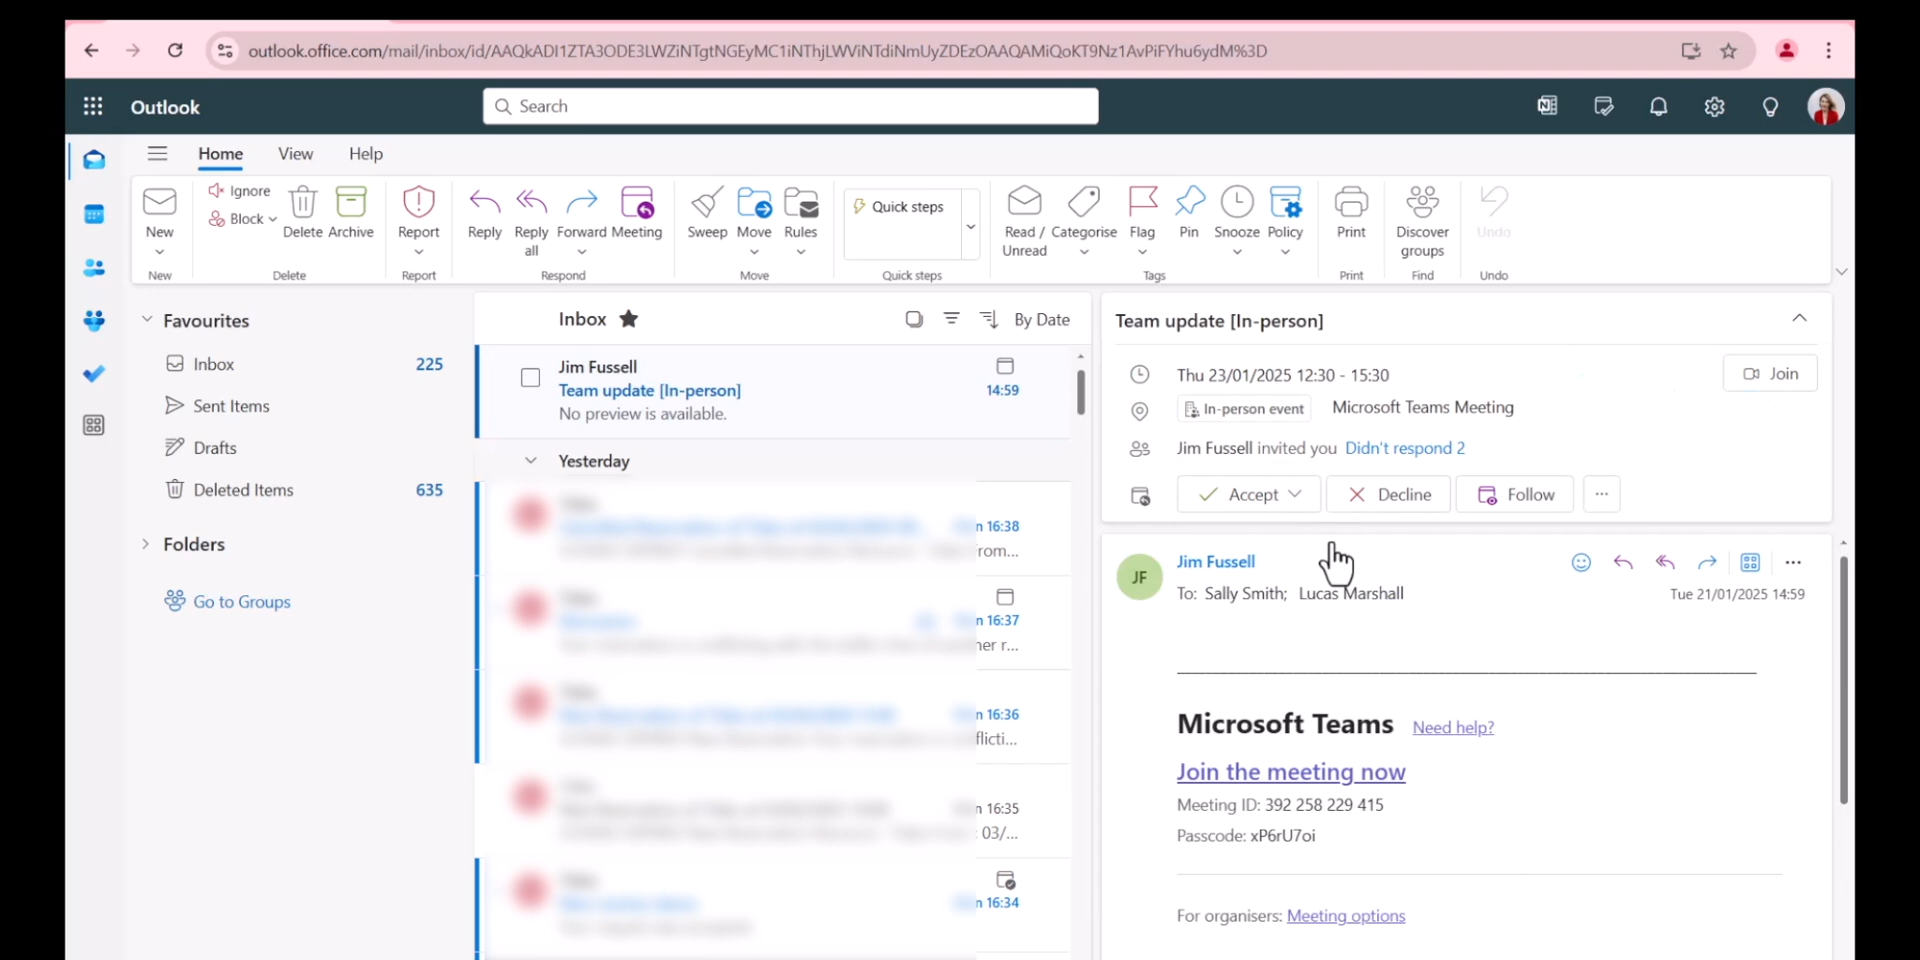 outlook.office.com/mail/inbox/id/AAQkADI1ZTA3ODE3LWZiNTgtNGEyMC1iNThjLWViNTdiNmUyZDEzOAAQAMiQoKT9Nz1AvPiFYhu6ydM%3D
Outlook
Search
Home View Help
New
Ignore
Block
Delete
Archive
Report
Reply
Reply all
Forward
Meeting
Sweep
Move
Rules
Quick steps
Read / Unread
Categorise
Flag
Pin
Snooze
Policy
Print
Discover groups
Undo
New Delete Report Respond Move Quick steps Tags Print Find Undo
Favourites
Inbox 225
Sent Items
Drafts
Deleted Items 635
Folders
Go to Groups
Inbox By Date
Jim Fussell
Team update [In-person] 14:59
No preview is available.
Yesterday
16:38
16:37
16:36
16:35
03/...
16:34
Team update [In-person]
Thu 23/01/2025 12:30 - 15:30 Join
In-person event Microsoft Teams Meeting
Jim Fussell invited you Didn't respond 2
Accept Decline Follow
JF
Jim Fussell
To: Sally Smith; Lucas Marshall Tue 21/01/2025 14:59
Microsoft Teams Need help?
Join the meeting now
Meeting ID: 392 258 229 415
Passcode: xP6rU7oi
For organisers: Meeting options